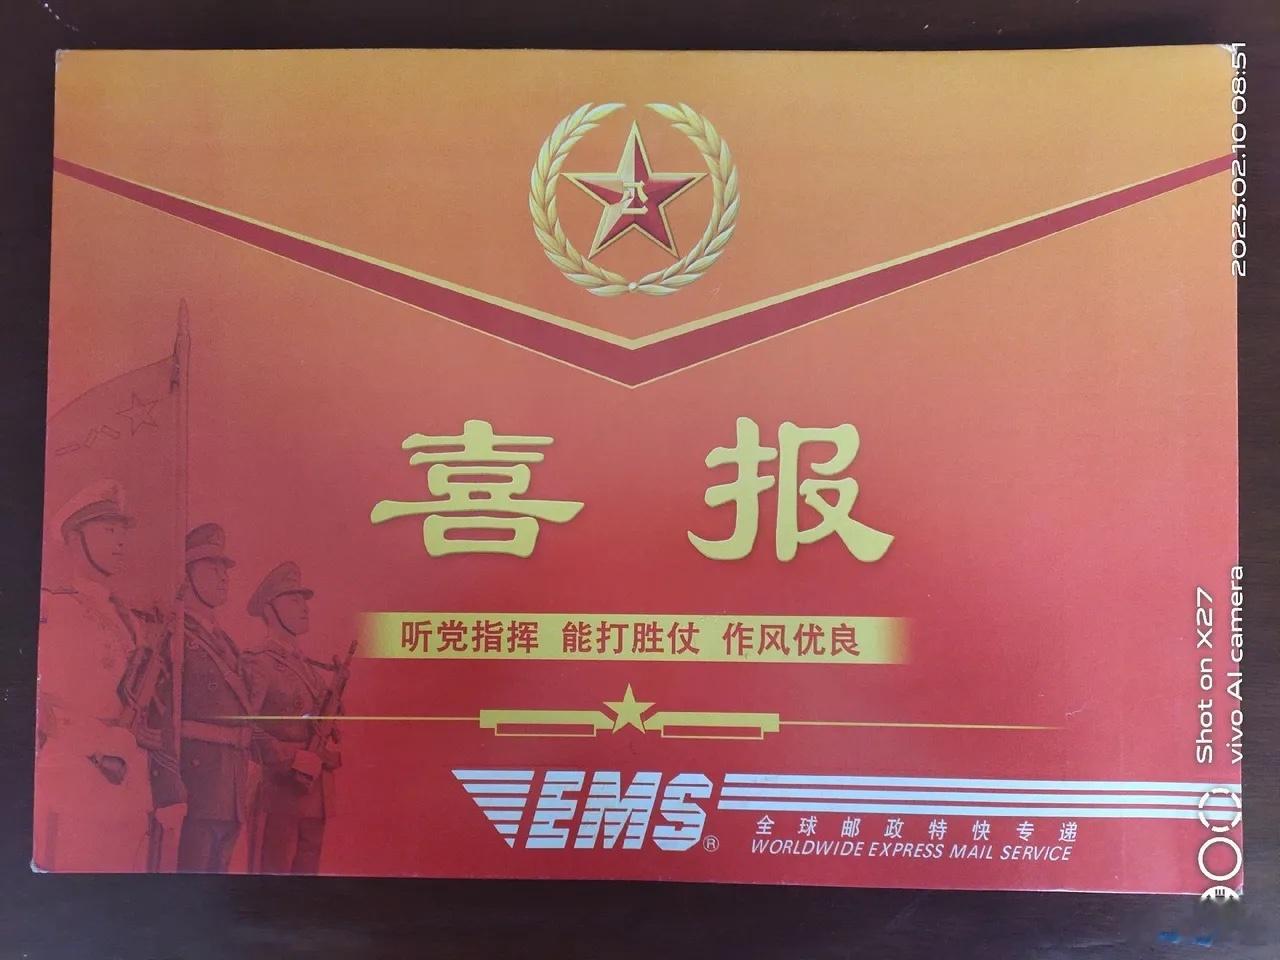 八一
喜报
听党指挥 能打胜仗 作风优良
EMS®
全球邮政特快专递
WORLDWIDE EXPRESS MAIL SERVICE
2023.02.10 08:51
Shot on X27
vivo AI camera